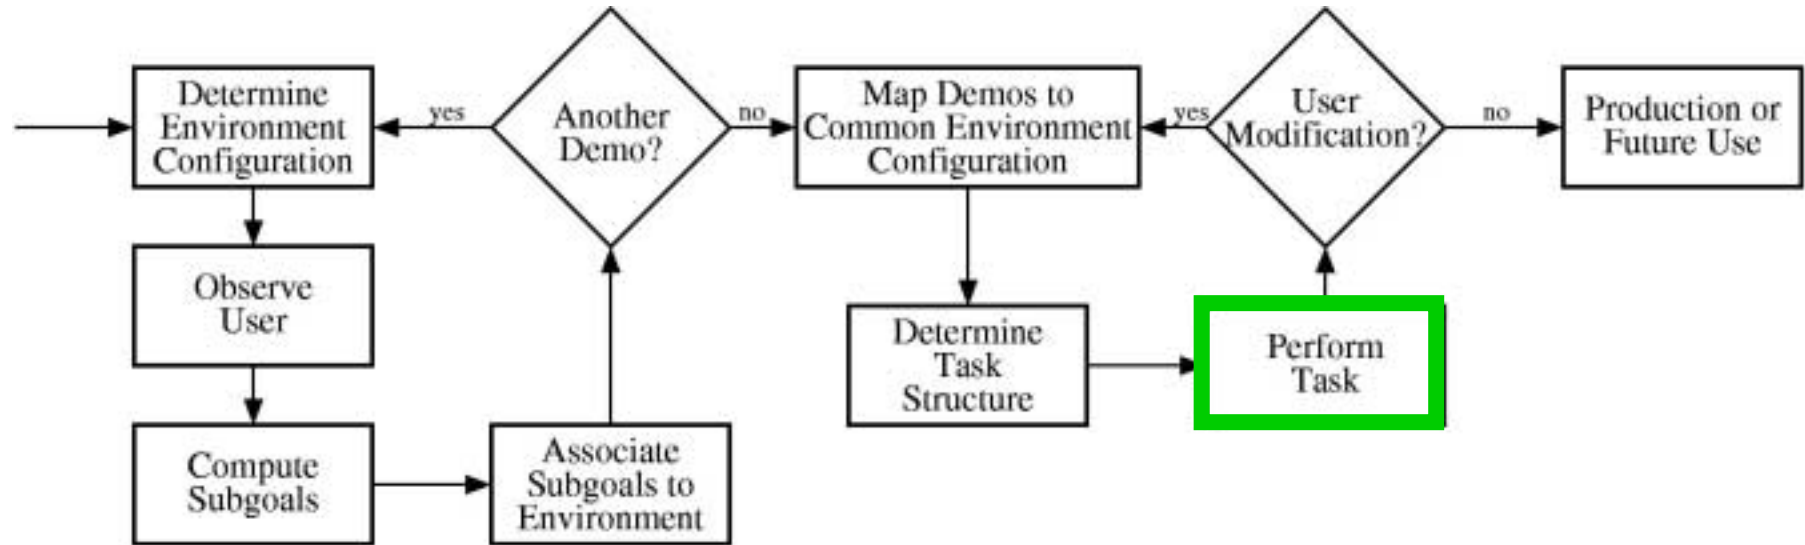 Determine
Environment
Configuration
yes
Another
Demo?
no
Map Demos to
Common Environment
Configuration
yes
User
Modification?
no
Production or
Future Use
Observe
User
Determine
Task
Structure
Perform
Task
Compute
Subgoals
Associate
Subgoals to
Environment